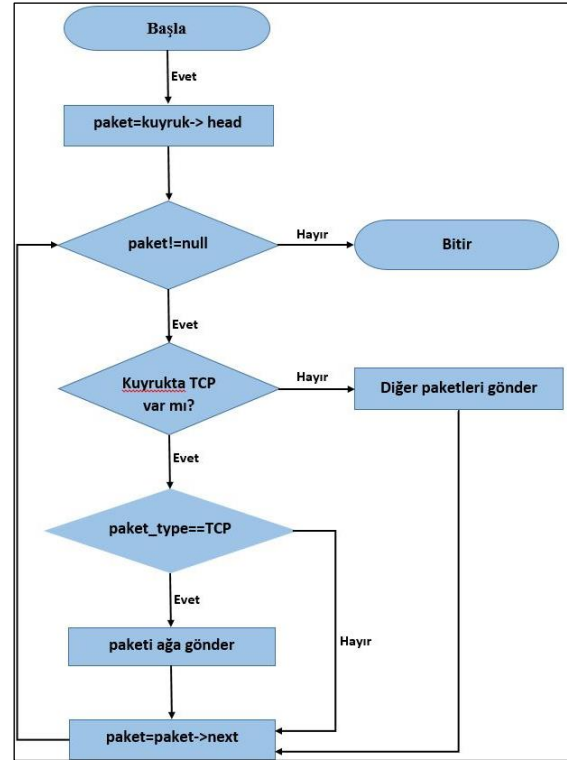 Başla
Evet
paket=kuyruk-> head
paket!=null
Hayır
Bitir
Evet
Kuyrukta TCP
var mı?
Hayır
Diğer paketleri gönder
Evet
paket_type==TCP
Evet
Hayır
paketi ağa gönder
paket=paket->next